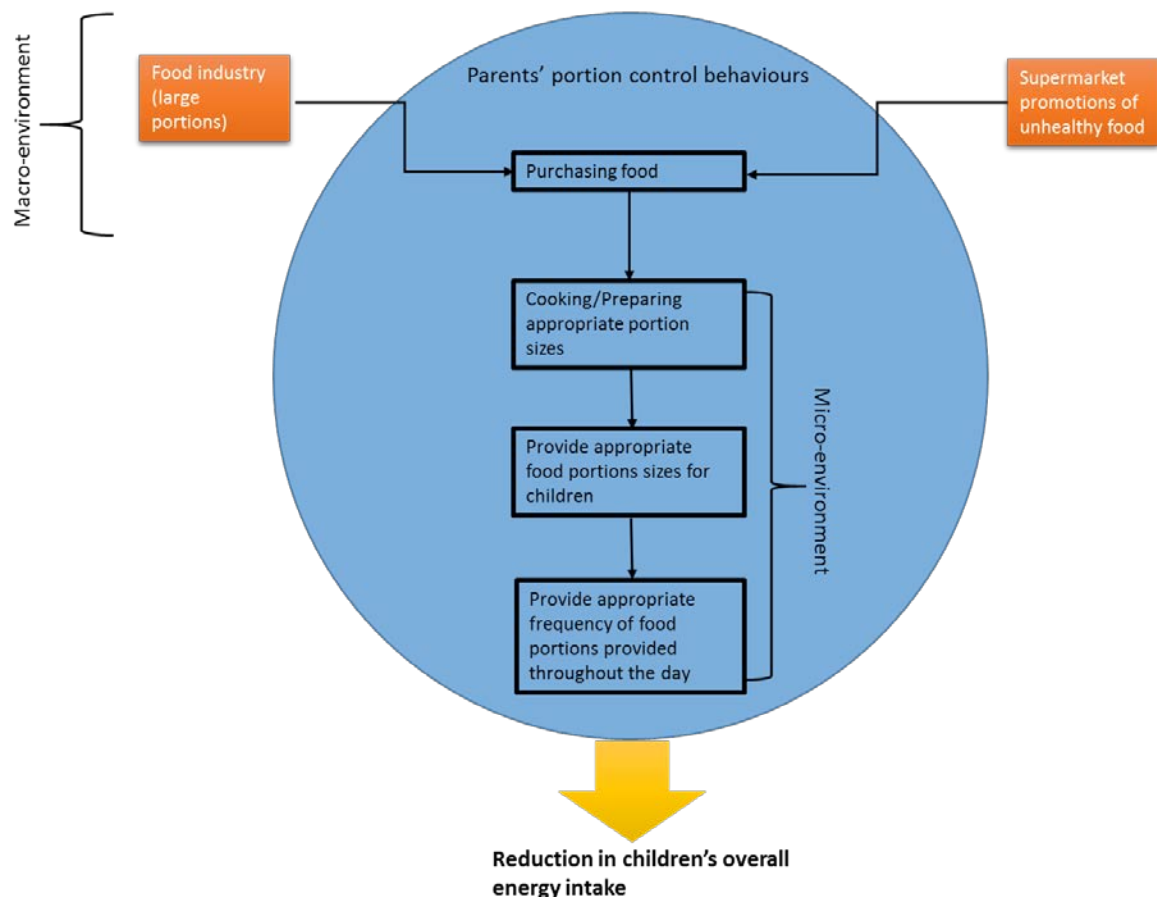 Macro-environment
Food industry
(large
portions)
Parents’ portion control behaviours
Supermarket
promotions of
unhealthy food
Purchasing food
Cooking/Preparing
appropriate portion
sizes
Provide appropriate
food portions sizes for
children
Provide appropriate
frequency of food
portions provided
throughout the day
Micro-environment
Reduction in children’s overall
energy intake